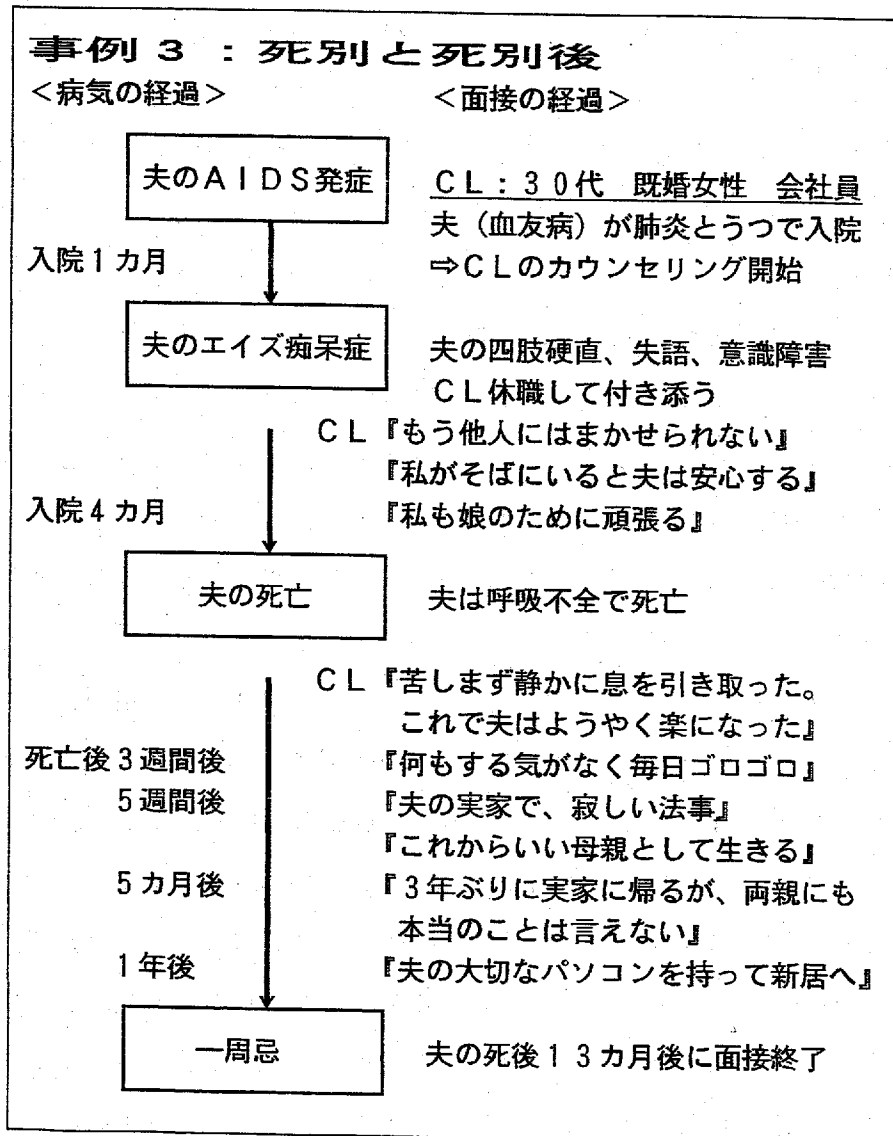 事例３：死別と死別後
＜病気の経過＞　＜面接の経過＞
夫のＡＩＤＳ発症
ＣＬ：３０代　既婚女性　会社員
夫（血友病）が肺炎とうつで入院
入院１カ月
⇨ＣＬのカウンセリング開始
夫のエイズ痴呆症
夫の四肢硬直、失語、意識障害
ＣＬ休職して付き添う
ＣＬ『もう他人にはまかせられない』
『私がそばにいると夫は安心する』
入院４カ月
『私も娘のために頑張る』
夫の死亡
夫は呼吸不全で死亡
ＣＬ『苦しまず静かに息を引き取った。
これで夫はようやく楽になった』
死亡後３週間後　『何もする気がなく毎日ゴロゴロ』
５週間後　『夫の実家で、寂しい法事』
『これからいい母親として生きる』
５カ月後　『３年ぶりに実家に帰るが、両親にも
本当のことは言えない』
１年後　『夫の大切なパソコンを持って新居へ』
一周忌
夫の死後１３カ月後に面接終了